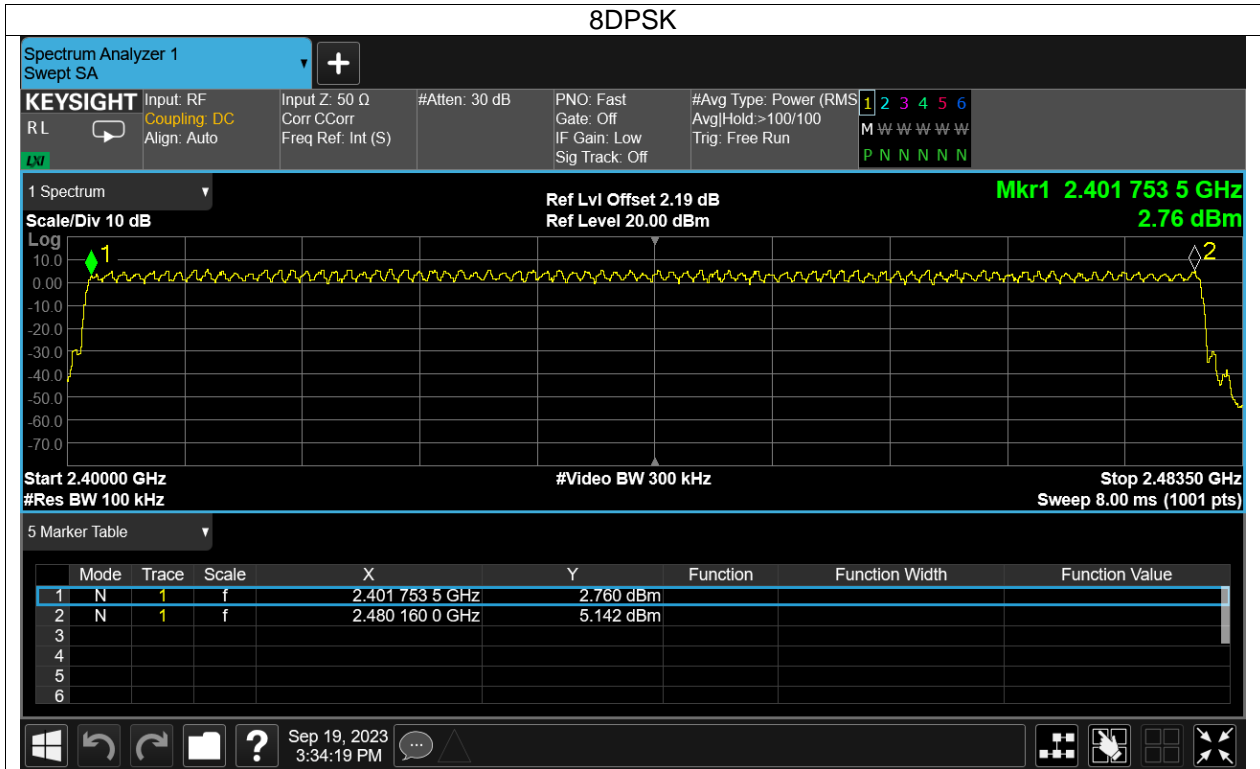 8DPSK
Spectrum Analyzer 1
Swept SA
KEYSIGHT
R L
LXI
Input: RF
Coupling: DC
Align: Auto
Input Z: 50 Ω
Corr CCorr
Freq Ref: Int (S)
#Atten: 30 dB
PNO: Fast
Gate: Off
IF Gain: Low
Sig Track: Off
#Avg Type: Power (RMS
Avg|Hold:>100/100
Trig: Free Run
1 2 3 4 5 6
M W W W W W
P N N N N N
1 Spectrum
Scale/Div 10 dB
Ref Lvl Offset 2.19 dB
Ref Level 20.00 dBm
Mkr1 2.401 753 5 GHz
2.76 dBm
Log
10.0
0.00
-10.0
-20.0
-30.0
-40.0
-50.0
-60.0
-70.0
1
2
Start 2.40000 GHz
#Res BW 100 kHz
#Video BW 300 kHz
Stop 2.48350 GHz
Sweep 8.00 ms (1001 pts)
5 Marker Table
Mode Trace Scale X Y Function Function Width Function Value
1 N 1 f 2.401 753 5 GHz 2.760 dBm
2 N 1 f 2.480 160 0 GHz 5.142 dBm
3
4
5
6
?
Sep 19, 2023
3:34:19 PM